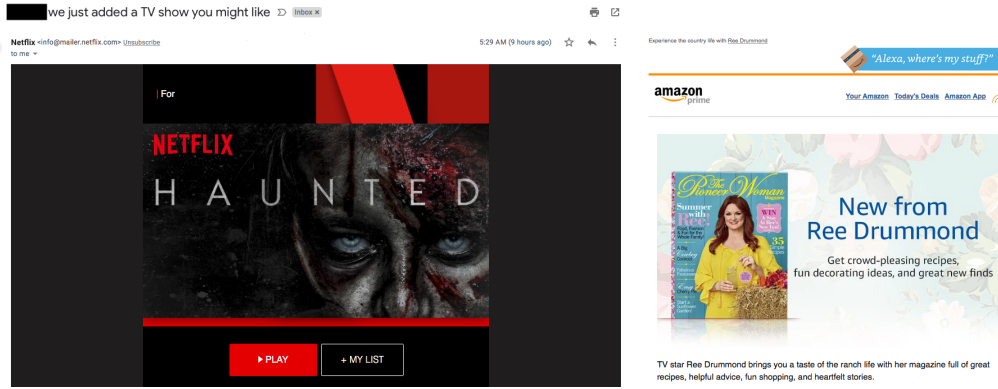 we just added a TV show you might like
Inbox ×
Netflix <info@mailer.netflix.com> Unsubscribe
to me
5:29 AM (9 hours ago)
For
NETFLIX
HAUNTED
PLAY
+ MY LIST
Experience the country life with Ree Drummond
"Alexa, where's my stuff?"
amazon
prime
Your Amazon Today's Deals Amazon App
The
Pioneer Woman
Magazine
Summer
with
Ree!
WIN
35
New from
Ree Drummond
Get crowd-pleasing recipes,
fun decorating ideas, and great new finds
TV star Ree Drummond brings you a taste of the ranch life with her magazine full of great
recipes, helpful advice, fun shopping, and heartfelt stories.